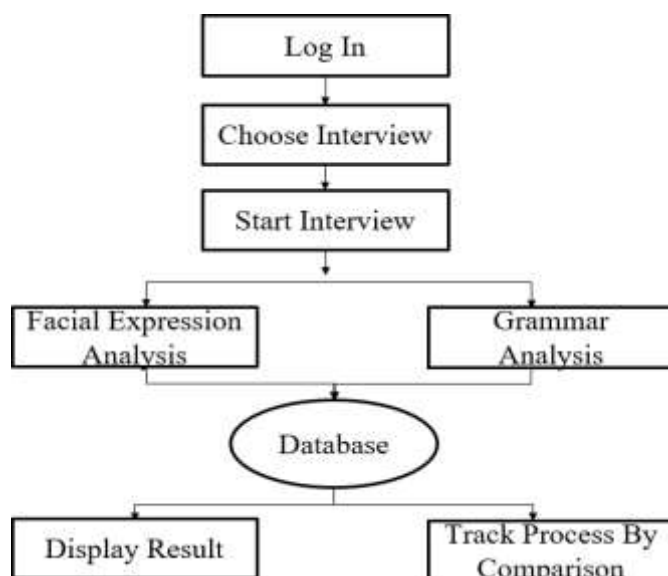 Log In
Choose Interview
Start Interview
Facial Expression
Analysis
Grammar
Analysis
Database
Display Result
Track Process By
Comparison